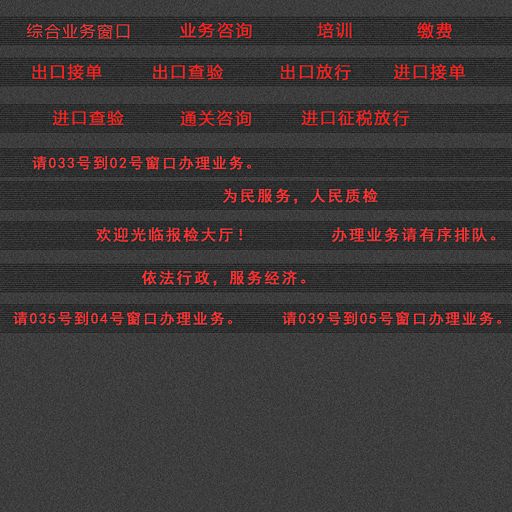 综合业务窗口 业务咨询 培训 缴费
出口接单 出口查验 出口放行 进口接单
进口查验 通关咨询 进口征税放行
请033号到02号窗口办理业务。
为民服务，人民质检
欢迎光临报检大厅！ 办理业务请有序排队。
依法行政，服务经济。
请035号到04号窗口办理业务。 请039号到05号窗口办理业务。